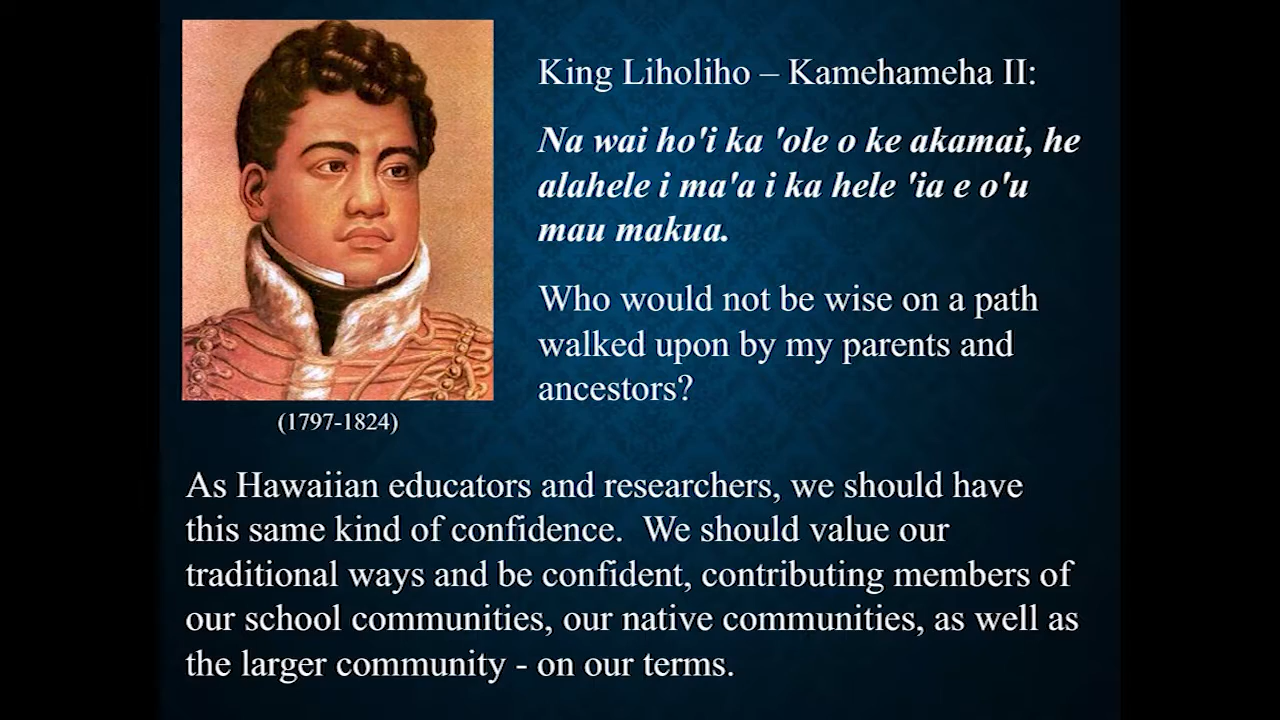 King Liholiho – Kamehameha II:
Na wai ho'i ka 'ole o ke akamai, he
alahele i ma'a i ka hele 'ia e o'u
mau makua.
Who would not be wise on a path
walked upon by my parents and
ancestors?
(1797-1824)
As Hawaiian educators and researchers, we should have
this same kind of confidence.  We should value our
traditional ways and be confident, contributing members of
our school communities, our native communities, as well as
the larger community - on our terms.